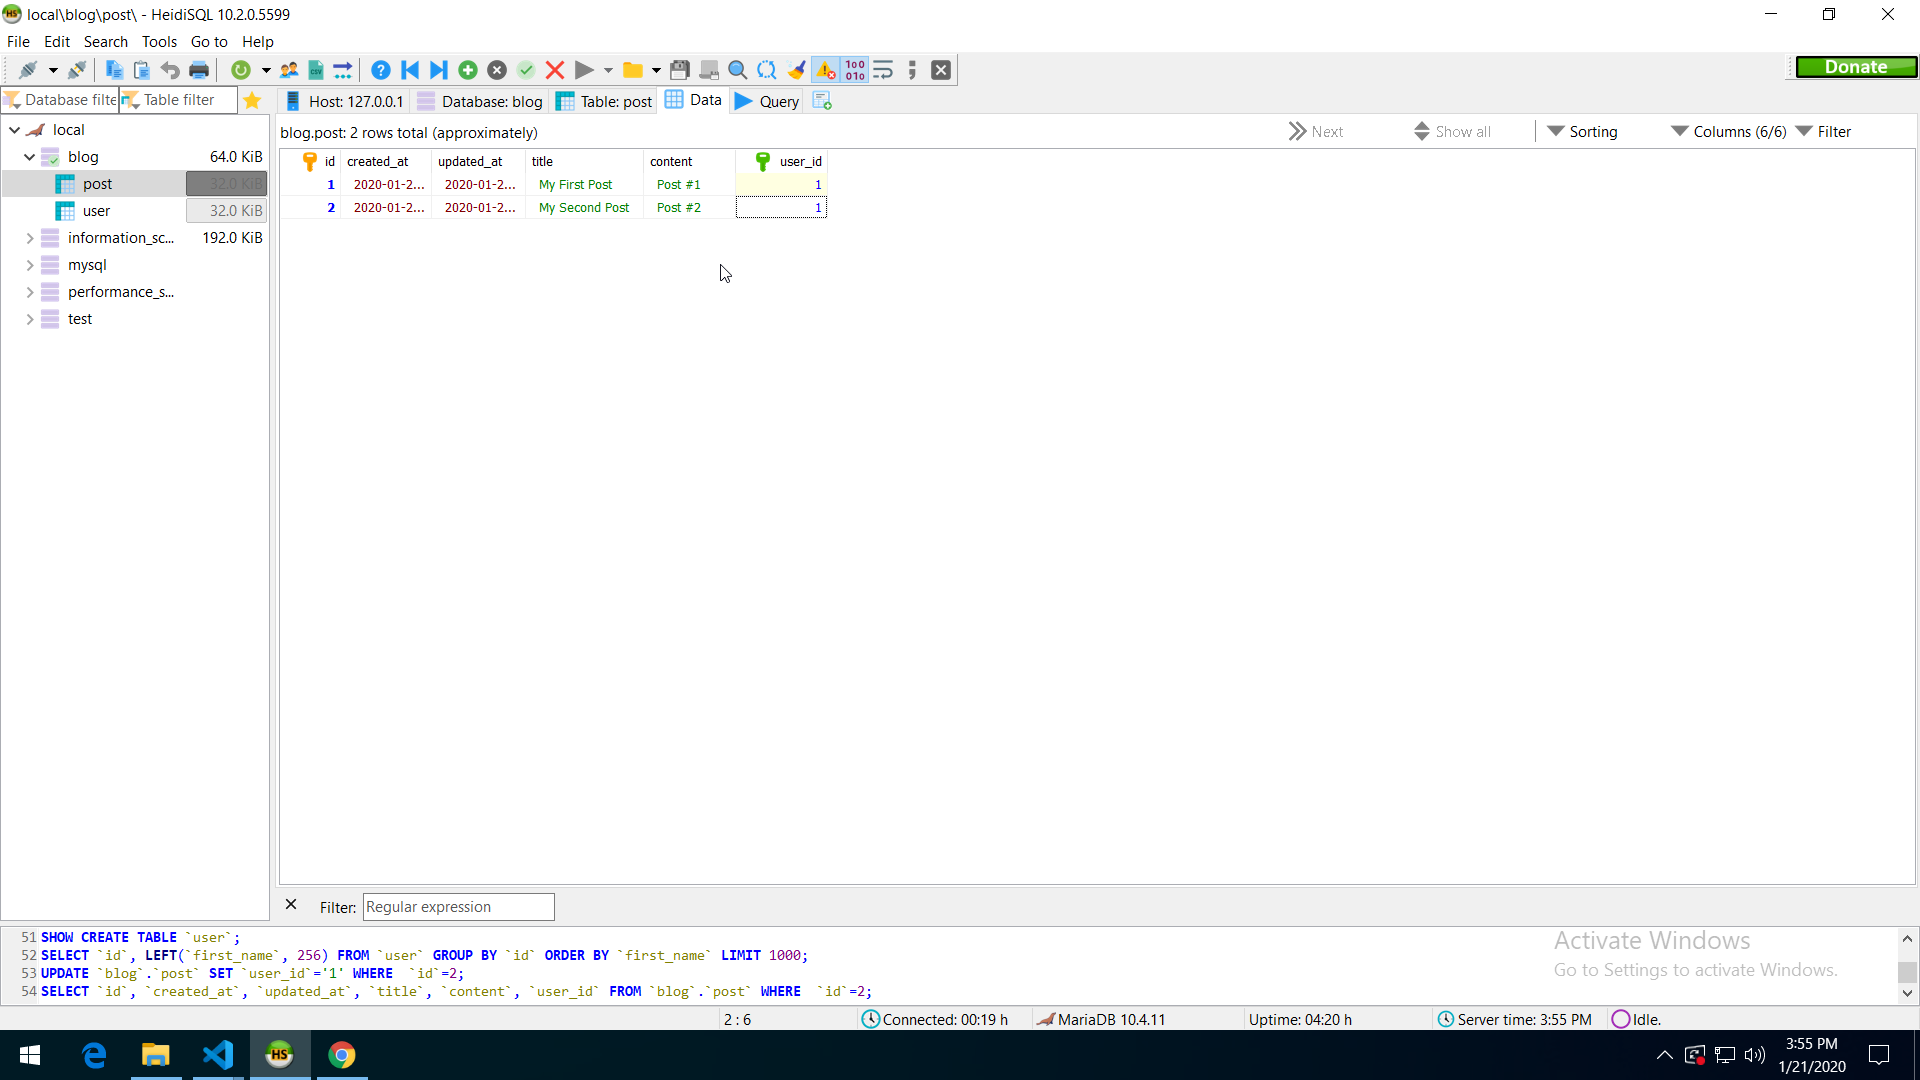 local\blog\post\ - HeidiSQL 10.2.0.5599
File Edit Search Tools Go to Help
Donate
Database filte Table filter Host: 127.0.0.1 Database: blog Table: post Data Query
local
blog 64.0 KiB
post 32.0 KiB
user 32.0 KiB
information_sc... 192.0 KiB
mysql
performance_s...
test
blog.post: 2 rows total (approximately) Next Show all Sorting Columns (6/6) Filter
id created_at updated_at title content user_id
1 2020-01-2... 2020-01-2... My First Post Post #1 1
2 2020-01-2... 2020-01-2... My Second Post Post #2 1
Filter: Regular expression
51 SHOW CREATE TABLE `user`;
52 SELECT `id`, LEFT(`first_name`, 256) FROM `user` GROUP BY `id` ORDER BY `first_name` LIMIT 1000;
53 UPDATE `blog`.`post` SET `user_id`='1' WHERE  `id`=2;
54 SELECT `id`, `created_at`, `updated_at`, `title`, `content`, `user_id` FROM `blog`.`post` WHERE  `id`=2;
Activate Windows
Go to Settings to activate Windows.
2 : 6 Connected: 00:19 h MariaDB 10.4.11 Uptime: 04:20 h Server time: 3:55 PM Idle.
HS
3:55 PM
1/21/2020